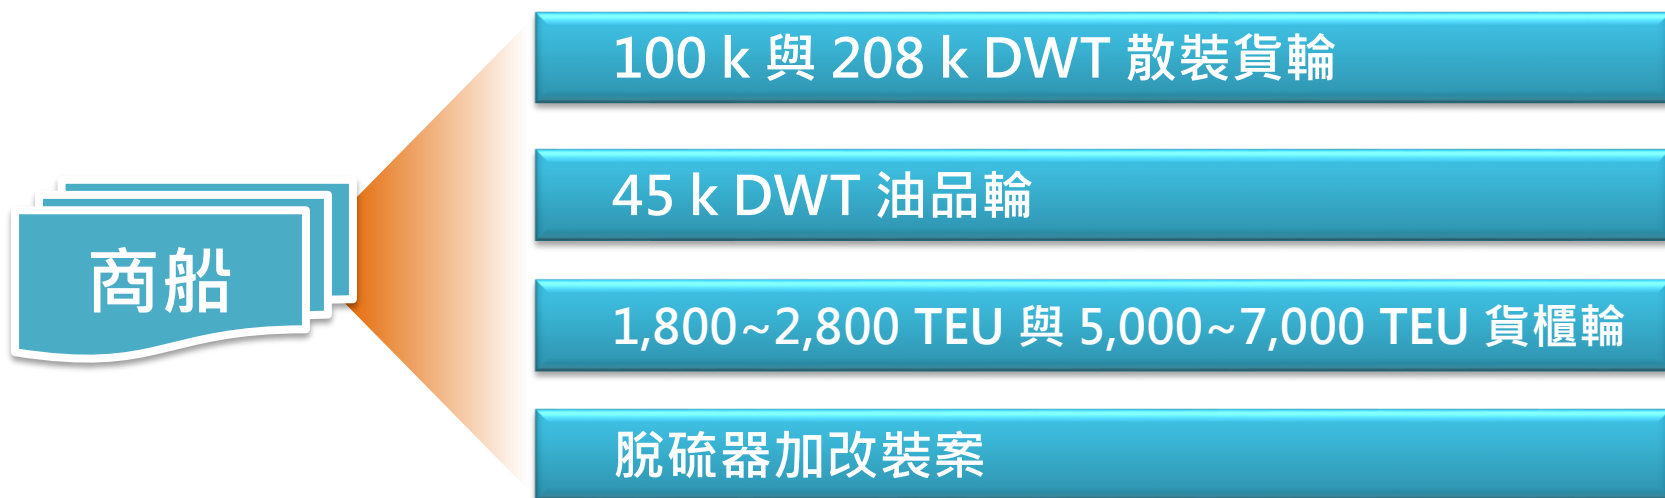 商船
100 k 與 208 k DWT 散裝貨輪
45 k DWT 油品輪
1,800~2,800 TEU 與 5,000~7,000 TEU 貨櫃輪
脫硫器加改裝案